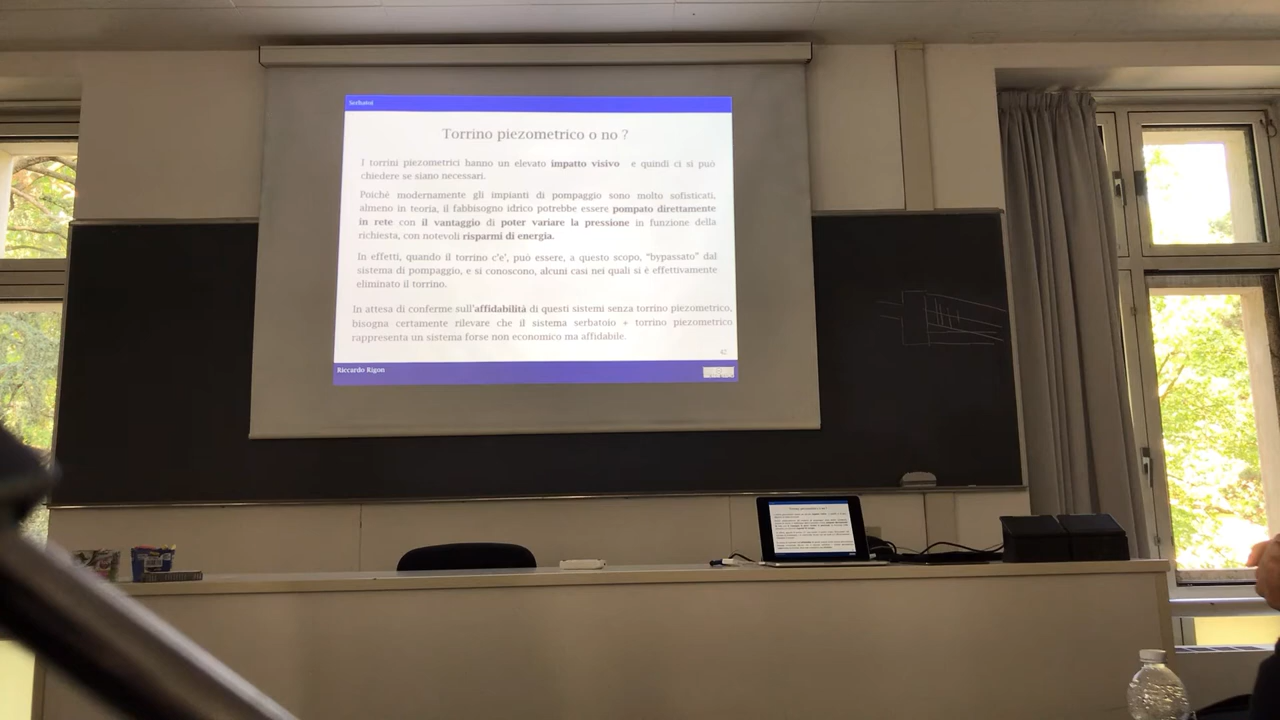 Serbatoi
Torrino piezometrico o no ?
I torrini piezometrici hanno un elevato impatto visivo e quindi ci si può
chiedere se siano necessari.
Poiché modernamente gli impianti di pompaggio sono molto sofisticati,
almeno in teoria, il fabbisogno idrico potrebbe essere pompato direttamente
in rete con il vantaggio di poter variare la pressione in funzione della
richiesta, con notevoli risparmi di energia.
In effetti, quando il torrino c'e', può essere, a questo scopo, "bypassato" dal
sistema di pompaggio, e si conoscono, alcuni casi nei quali si è effettivamente
eliminato il torrino.
In attesa di conferme sull'affidabilità di questi sistemi senza torrino piezometrico,
bisogna certamente rilevare che il sistema serbatoio + torrino piezometrico
rappresenta un sistema forse non economico ma affidabile.
42
Riccardo Rigon